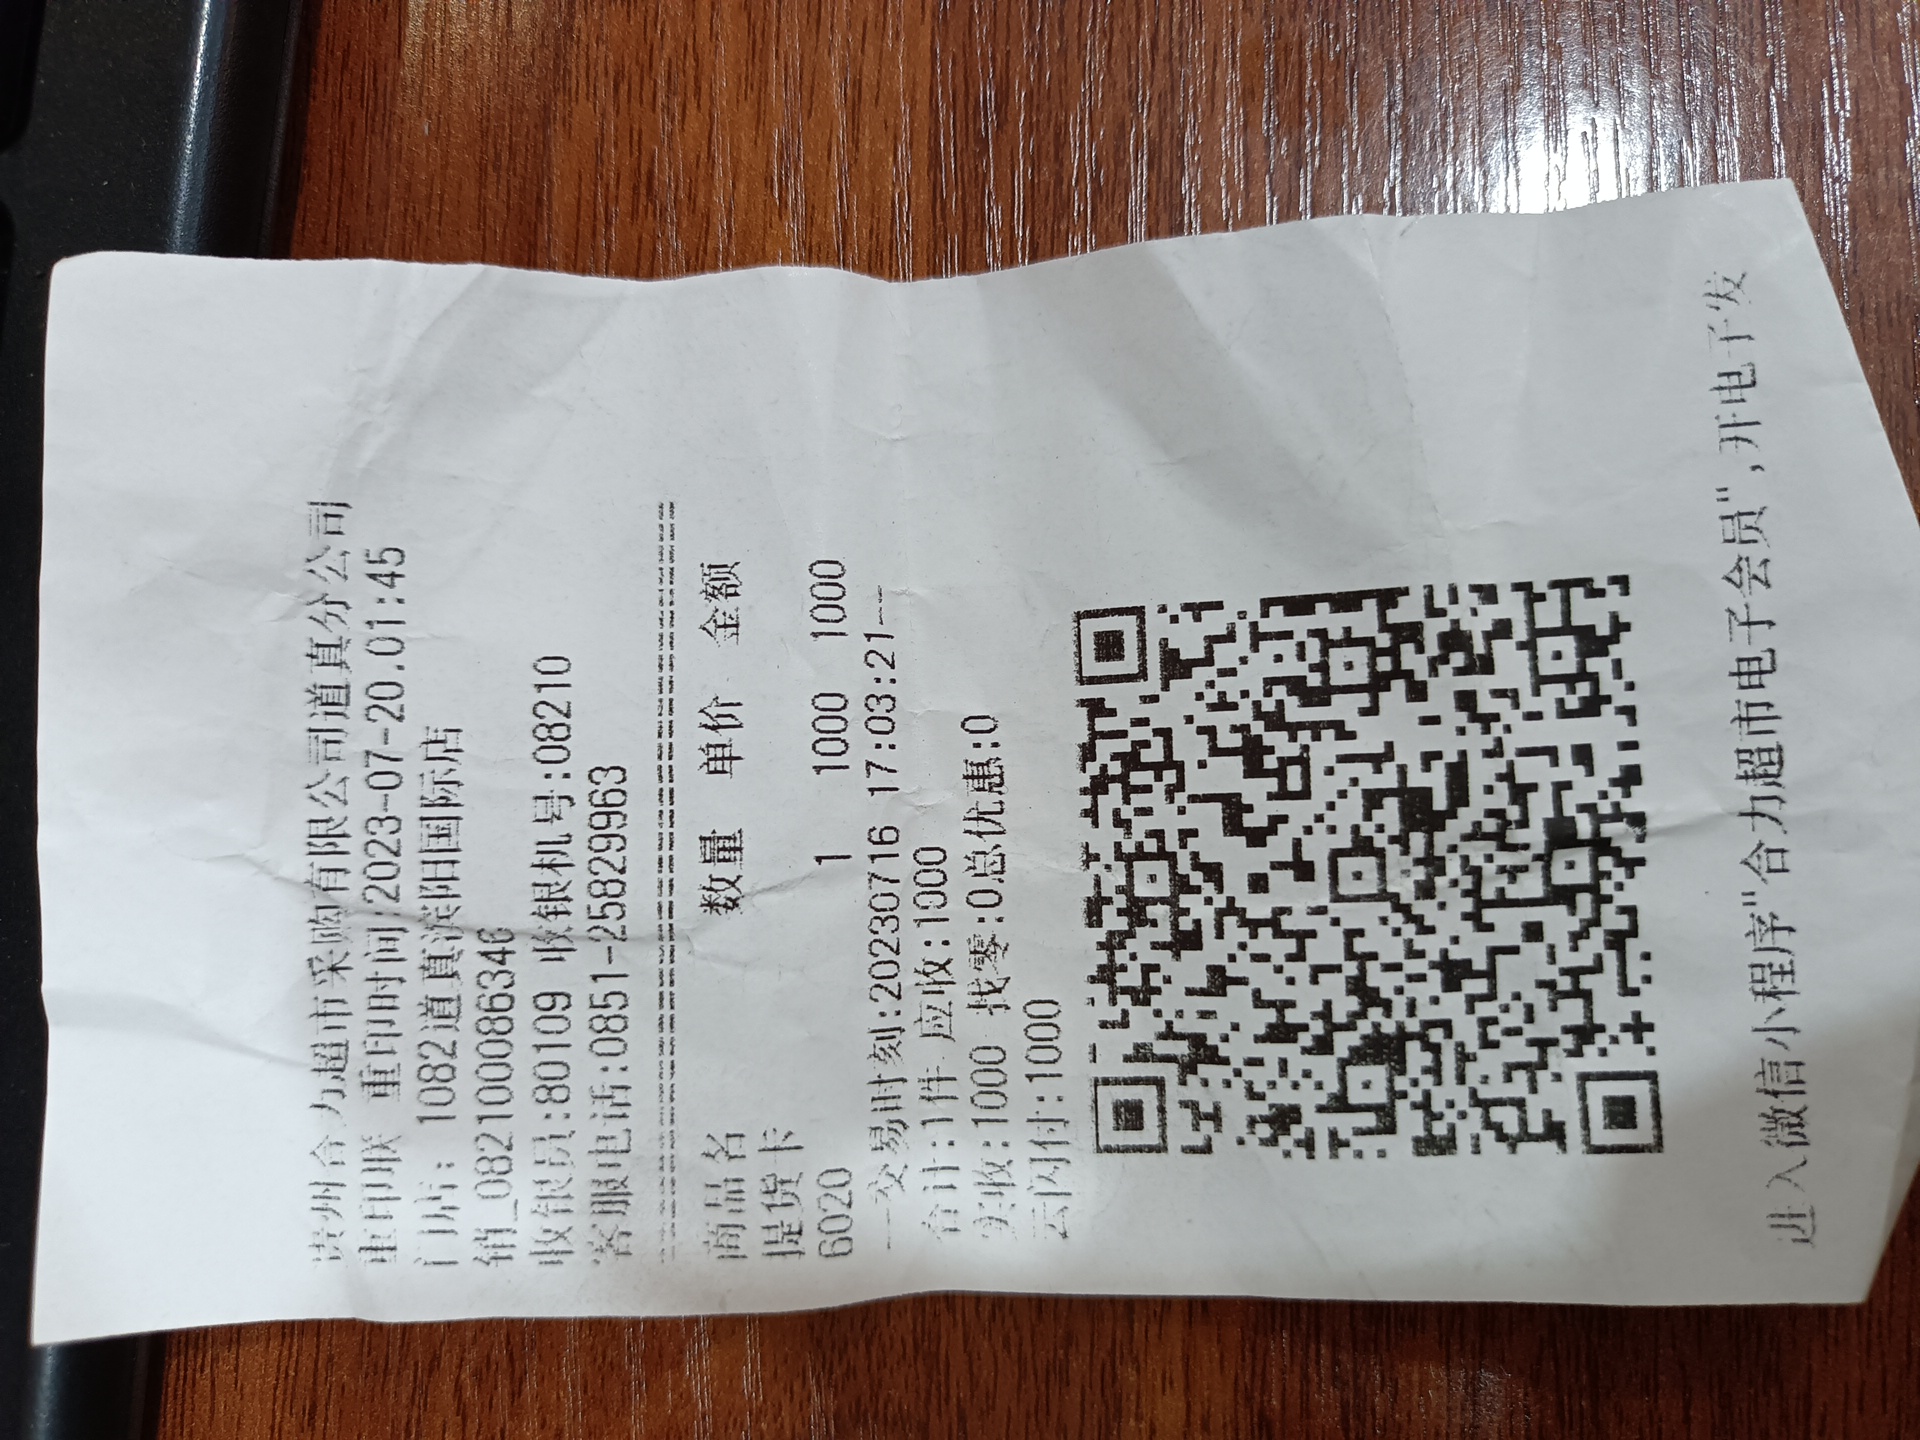 贵州合力超市采购有限公司道真分公司
重印联 重印时间:2023-07-20.01:45
门店: 1082道真滨阳国际店
销_0821000086346
收银员:80109 收银机号:08210
客服电话:0851-25829963
商品名 数量 单价 金额
提货卡
6020 1 1000 1000
--交易时刻:20230716 17:03:21--
合计:1件 应收:1000
实收:1000 找零:0总优惠:0
云闪付:1000
进入微信小程序"合力超市电子会员",开电子发